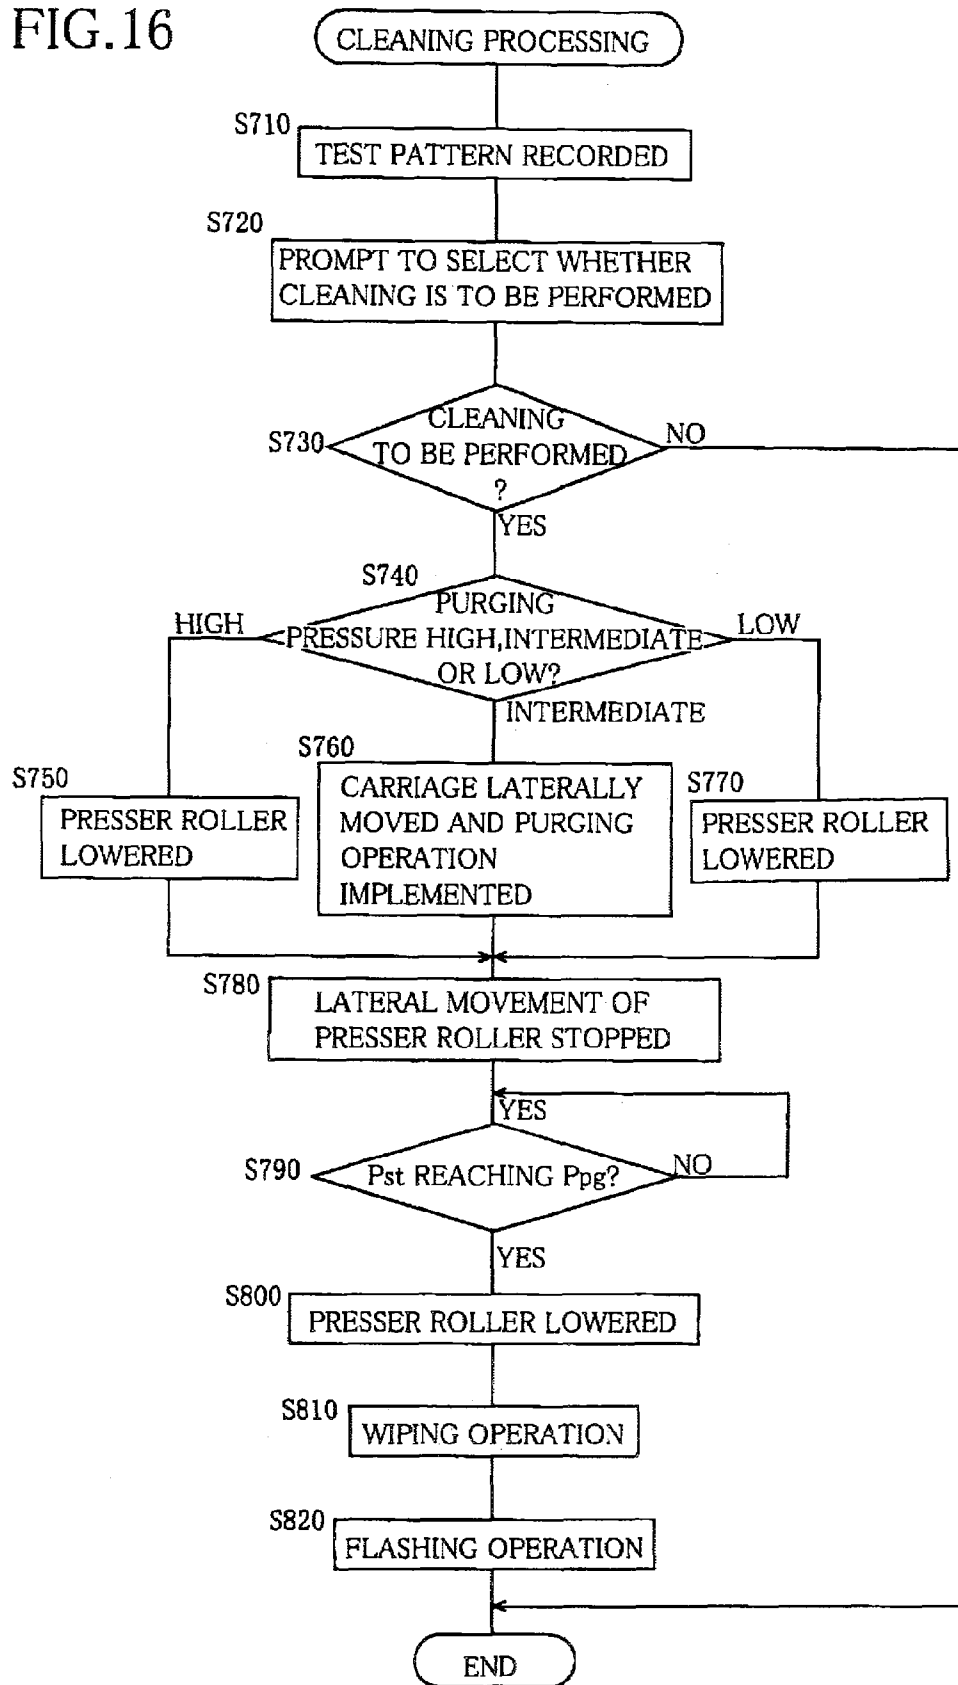 FIG.16
CLEANING PROCESSING
S710
TEST PATTERN RECORDED
S720
PROMPT TO SELECT WHETHER
CLEANING IS TO BE PERFORMED
S730
CLEANING
TO BE PERFORMED
?
NO
YES
S740
PURGING
PRESSURE HIGH,INTERMEDIATE
OR LOW?
HIGH
LOW
INTERMEDIATE
S750
PRESSER ROLLER
LOWERED
S760
CARRIAGE LATERALLY
MOVED AND PURGING
OPERATION
IMPLEMENTED
S770
PRESSER ROLLER
LOWERED
S780
LATERAL MOVEMENT OF
PRESSER ROLLER STOPPED
YES
S790
Pst REACHING Ppg?
NO
YES
S800
PRESSER ROLLER LOWERED
S810
WIPING OPERATION
S820
FLASHING OPERATION
END